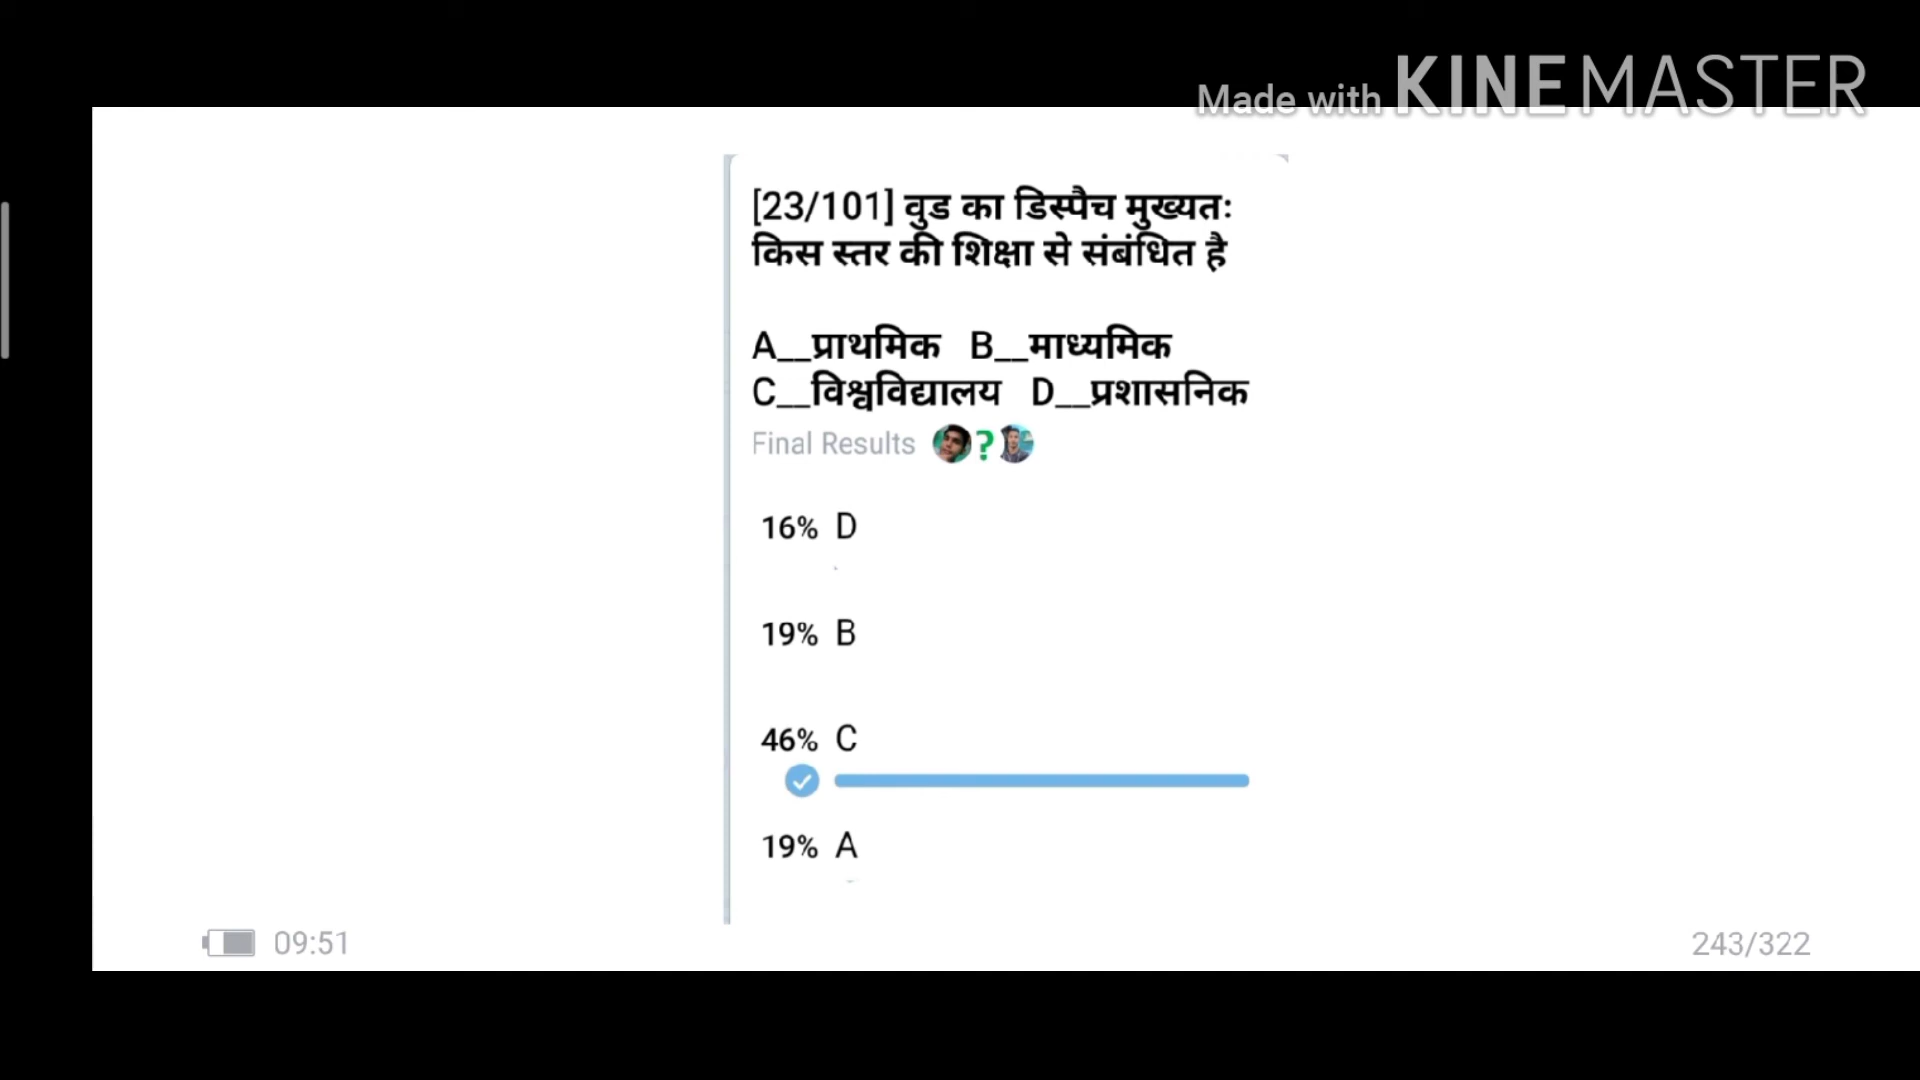 Made with KINEMASTER
[23/101] वुड का डिस्पैच मुख्यतः
किस स्तर की शिक्षा से संबंधित है
A__प्राथमिक B__माध्यमिक
C__विश्वविद्यालय D__प्रशासनिक
Final Results ?
16% D
19% B
46% C
19% A
09:51
243/322